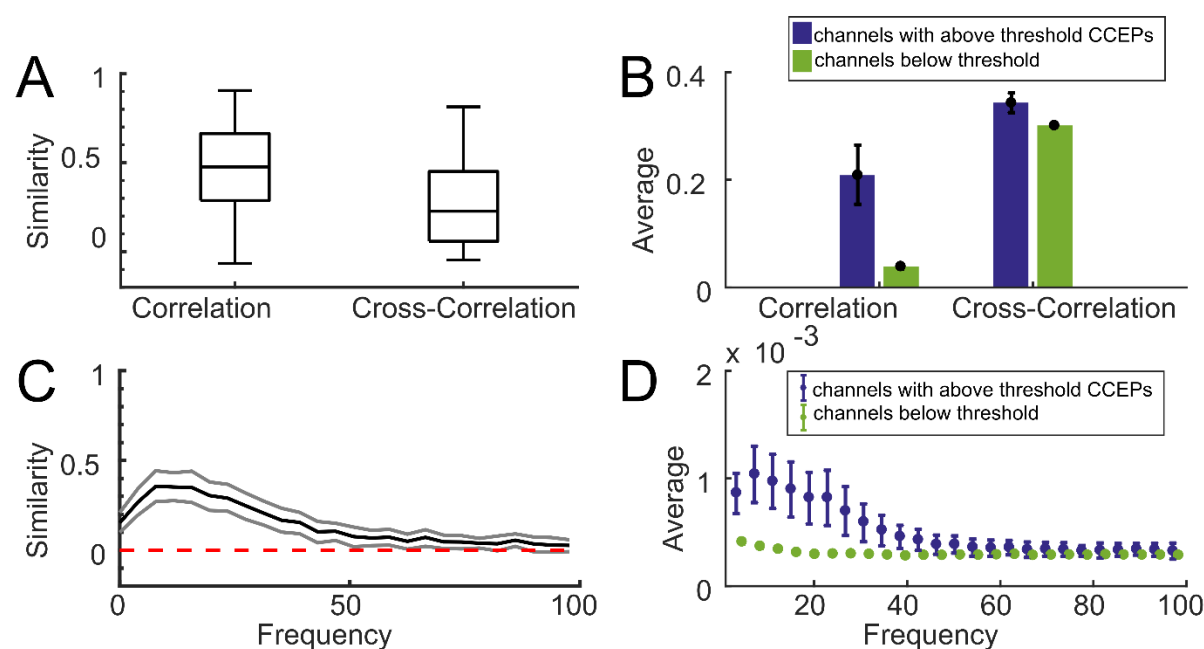 A
Similarity
1
0.5
0
Correlation
Cross-Correlation
B
channels with above threshold CCEPs
channels below threshold
Average
0.4
0.2
0
Correlation
Cross-Correlation
C
Similarity
1
0.5
0
0
50
100
Frequency
D
x 10 -3
channels with above threshold CCEPs
channels below threshold
Average
2
1
0
20
40
60
80
100
Frequency